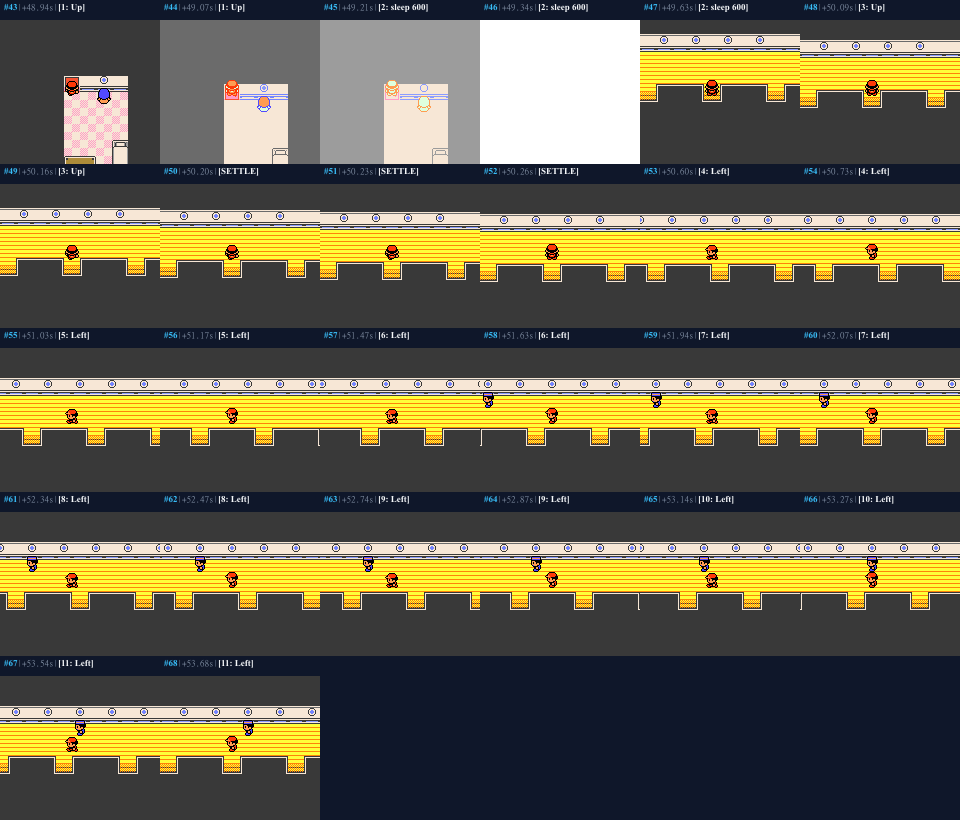 #43|+48.94s|[1: Up]
#44|+49.07s|[1: Up]
#45|+49.21s|[2: sleep 600]
#46|+49.34s|[2: sleep 600]
#47|+49.63s|[2: sleep 600]
#48|+50.09s|[3: Up]
#49|+50.16s|[3: Up]
#50|+50.20s|[SETTLE]
#51|+50.23s|[SETTLE]
#52|+50.26s|[SETTLE]
#53|+50.60s|[4: Left]
#54|+50.73s|[4: Left]
#55|+51.03s|[5: Left]
#56|+51.17s|[5: Left]
#57|+51.47s|[6: Left]
#58|+51.63s|[6: Left]
#59|+51.94s|[7: Left]
#60|+52.07s|[7: Left]
#61|+52.34s|[8: Left]
#62|+52.47s|[8: Left]
#63|+52.74s|[9: Left]
#64|+52.87s|[9: Left]
#65|+53.14s|[10: Left]
#66|+53.27s|[10: Left]
#67|+53.54s|[11: Left]
#68|+53.68s|[11: Left]